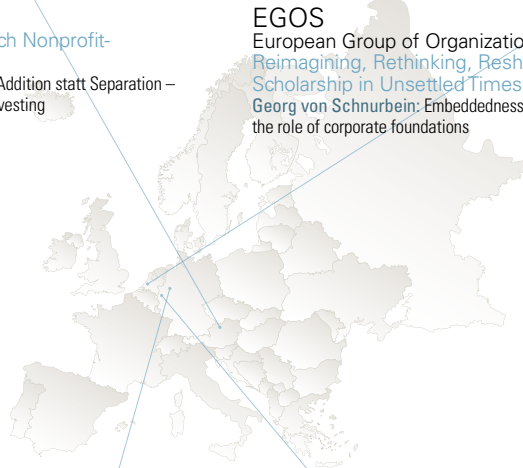 ch Nonprofit-
Addition statt Separation –
vesting
EGOS
European Group of Organizatio
Reimagining, Rethinking, Resh
Scholarship in Unsettled Times
Georg von Schnurbein: Embeddedness
the role of corporate foundations